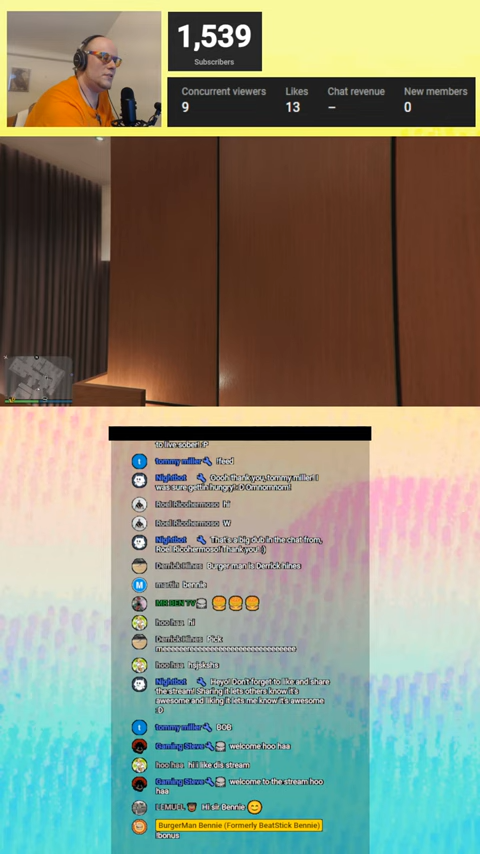 1,539
Subscribers
Concurrent viewers
9
Likes
13
Chat revenue
–
New members
0
to live sober! :P
tommy miller !feed
Nightbot Oooh thank you, tommy miller! I
was sure gettin hungry! :D Omnomnom!
Roel Ricohermoso hi
Roel Ricohermoso W
Nightbot That's a big dub in the chat from,
Roel Ricohermoso! Thank you :)
Derrick Hines Burger man is Derrick hines
martin bennie
MR BEN TV
hoo haa hi
Derrick Hines Rick
hoo haa
Nightbot Heyo! Don't forget to like and share
the stream! Sharing it lets others know it's
awesome and liking it lets me know it's awesome
:D
tommy miller BOB
Gaming Steve welcome hoo haa
hoo haa hi i like dis stream
Gaming Steve welcome to the stream hoo
haa
LEMUEL Hi sir Bennie
BurgerMan Bennie (Formerly BeatStick Bennie)
!bonus